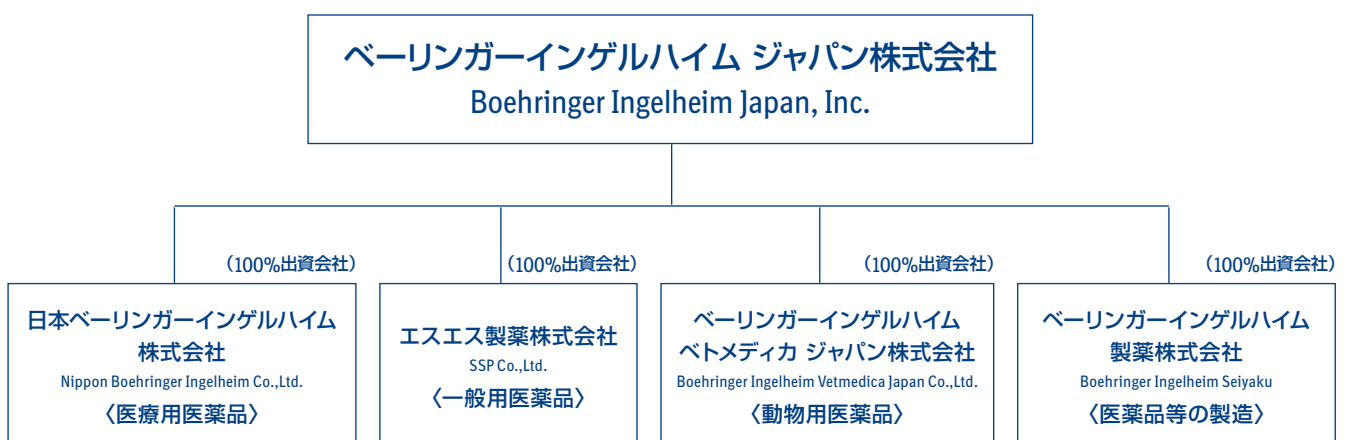 ベーリンガーインゲルハイム ジャパン株式会社
Boehringer Ingelheim Japan, Inc.
(100%出資会社)
日本ベーリンガーインゲルハイム
株式会社
Nippon Boehringer Ingelheim Co.,Ltd.
〈医療用医薬品〉
(100%出資会社)
エスエス製薬株式会社
SSP Co.,Ltd.
〈一般用医薬品〉
(100%出資会社)
ベーリンガーインゲルハイム
ベトメディカ ジャパン株式会社
Boehringer Ingelheim Vetmedica Japan Co.,Ltd.
〈動物用医薬品〉
(100%出資会社)
ベーリンガーインゲルハイム
製薬株式会社
Boehringer Ingelheim Seiyaku
〈医薬品等の製造〉